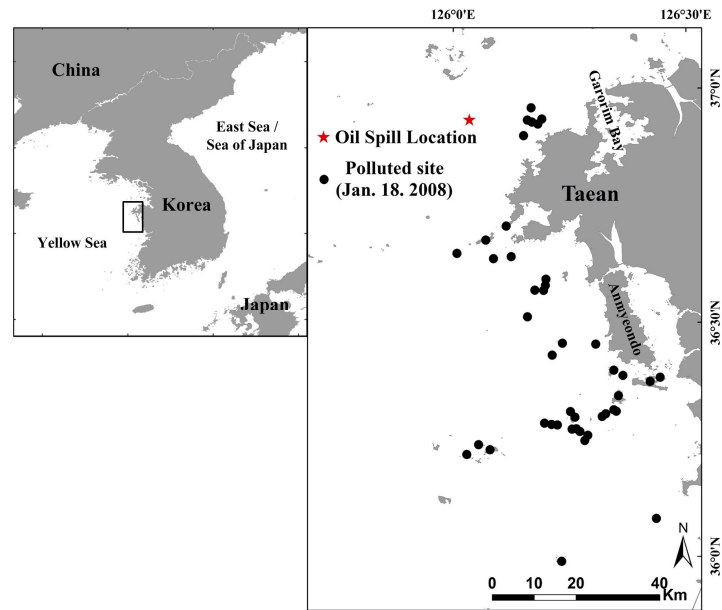 126°0'E
126°30'E
China
East Sea /
Sea of Japan
Korea
Yellow Sea
Japan
Oil Spill Location
Polluted site
(Jan. 18. 2008)
Garorim Bay
Taean
Anmyeondo
37°0'N
36°30'N
36°0'N
N
0 10 20 40
Km